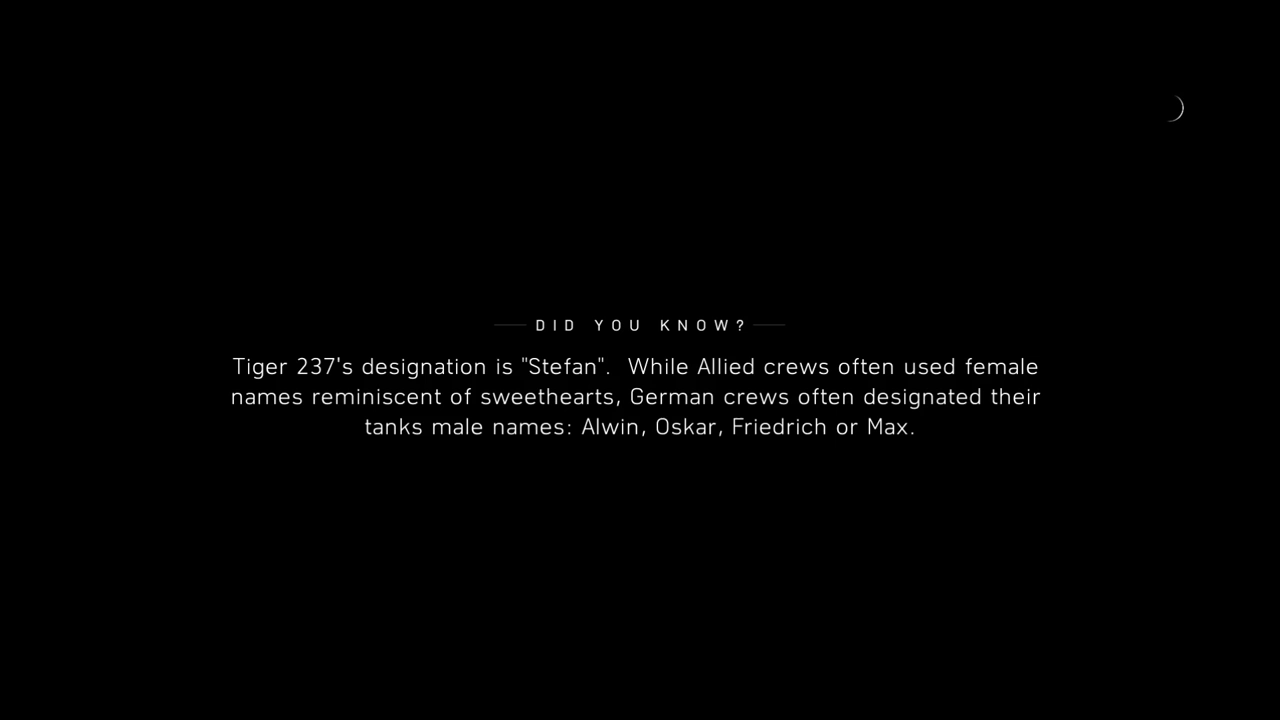 DID YOU KNOW?
Tiger 237's designation is "Stefan".  While Allied crews often used female
names reminiscent of sweethearts, German crews often designated their
tanks male names: Alwin, Oskar, Friedrich or Max.